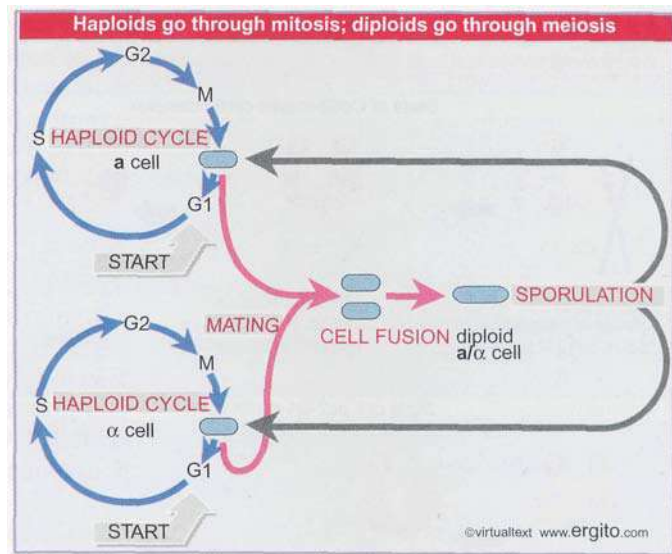 Haploids go through mitosis; diploids go through meiosis
G2
M
S HAPLOID CYCLE
a cell
G1
START
MATING
CELL FUSION
diploid
a/α cell
SPORULATION
G2
M
S HAPLOID CYCLE
α cell
G1
START
©virtualtext www.ergito.com